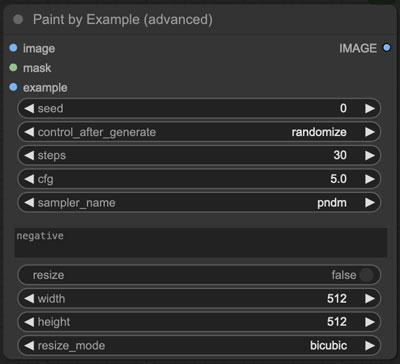 Paint by Example (advanced)
image IMAGE
mask
example
seed 0
control_after_generate randomize
steps 30
cfg 5.0
sampler_name pndm
negative
resize false
width 512
height 512
resize_mode bicubic